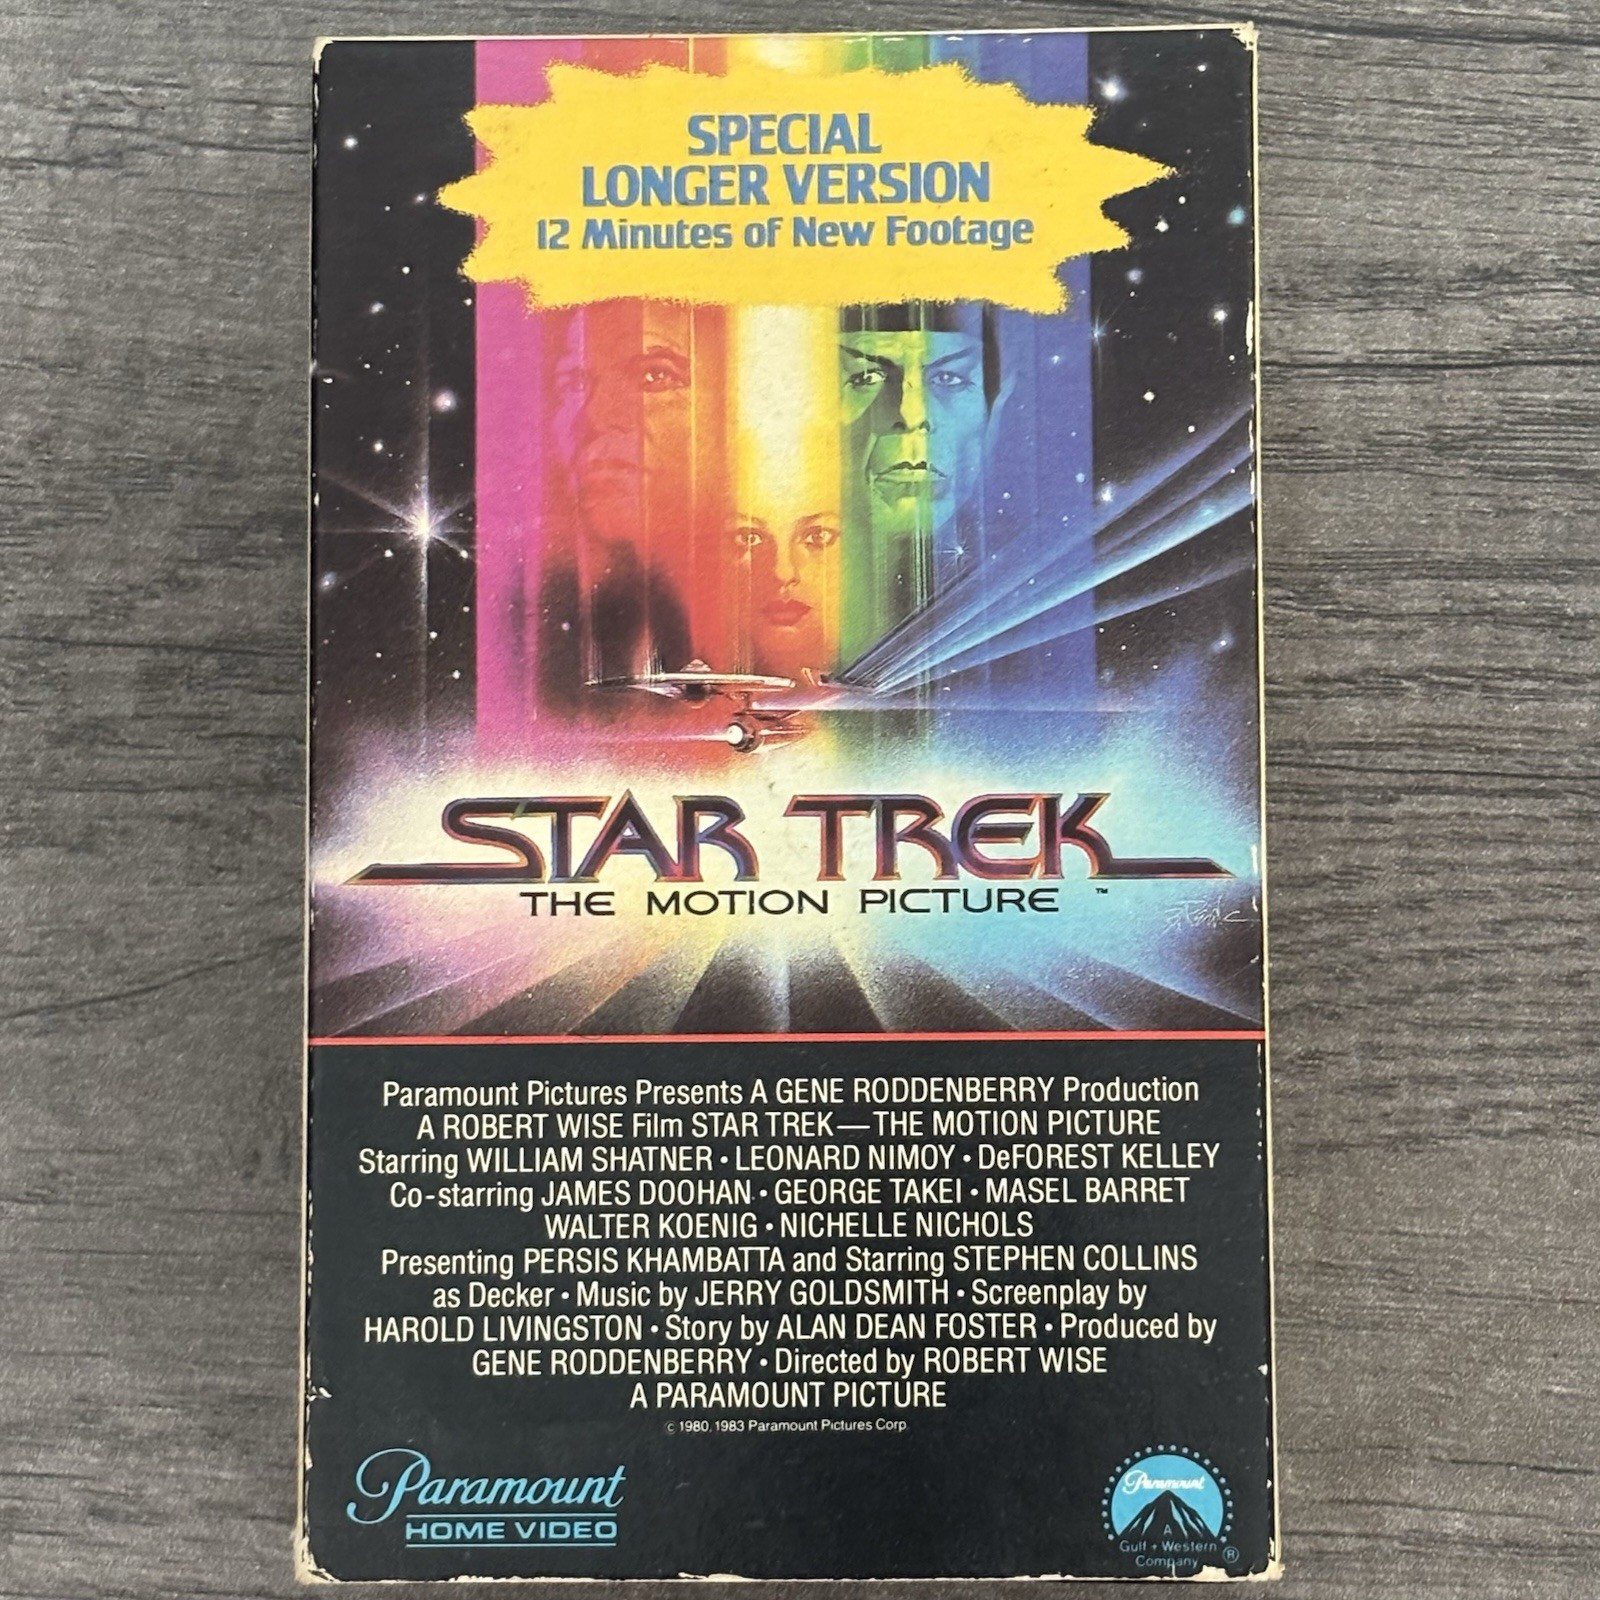 SPECIAL
LONGER VERSION
12 Minutes of New Footage
STAR TREK
THE MOTION PICTURE ™
Paramount Pictures Presents A GENE RODDENBERRY Production
A ROBERT WISE Film STAR TREK—THE MOTION PICTURE
Starring WILLIAM SHATNER • LEONARD NIMOY • DeFOREST KELLEY
Co-starring JAMES DOOHAN • GEORGE TAKEI • MASEL BARRET
WALTER KOENIG • NICHELLE NICHOLS
Presenting PERSIS KHAMBATTA and Starring STEPHEN COLLINS
as Decker • Music by JERRY GOLDSMITH • Screenplay by
HAROLD LIVINGSTON • Story by ALAN DEAN FOSTER • Produced by
GENE RODDENBERRY • Directed by ROBERT WISE
A PARAMOUNT PICTURE
© 1980, 1983 Paramount Pictures Corp.
Paramount
HOME VIDEO
Paramount
A
Gulf + Western
Company ®